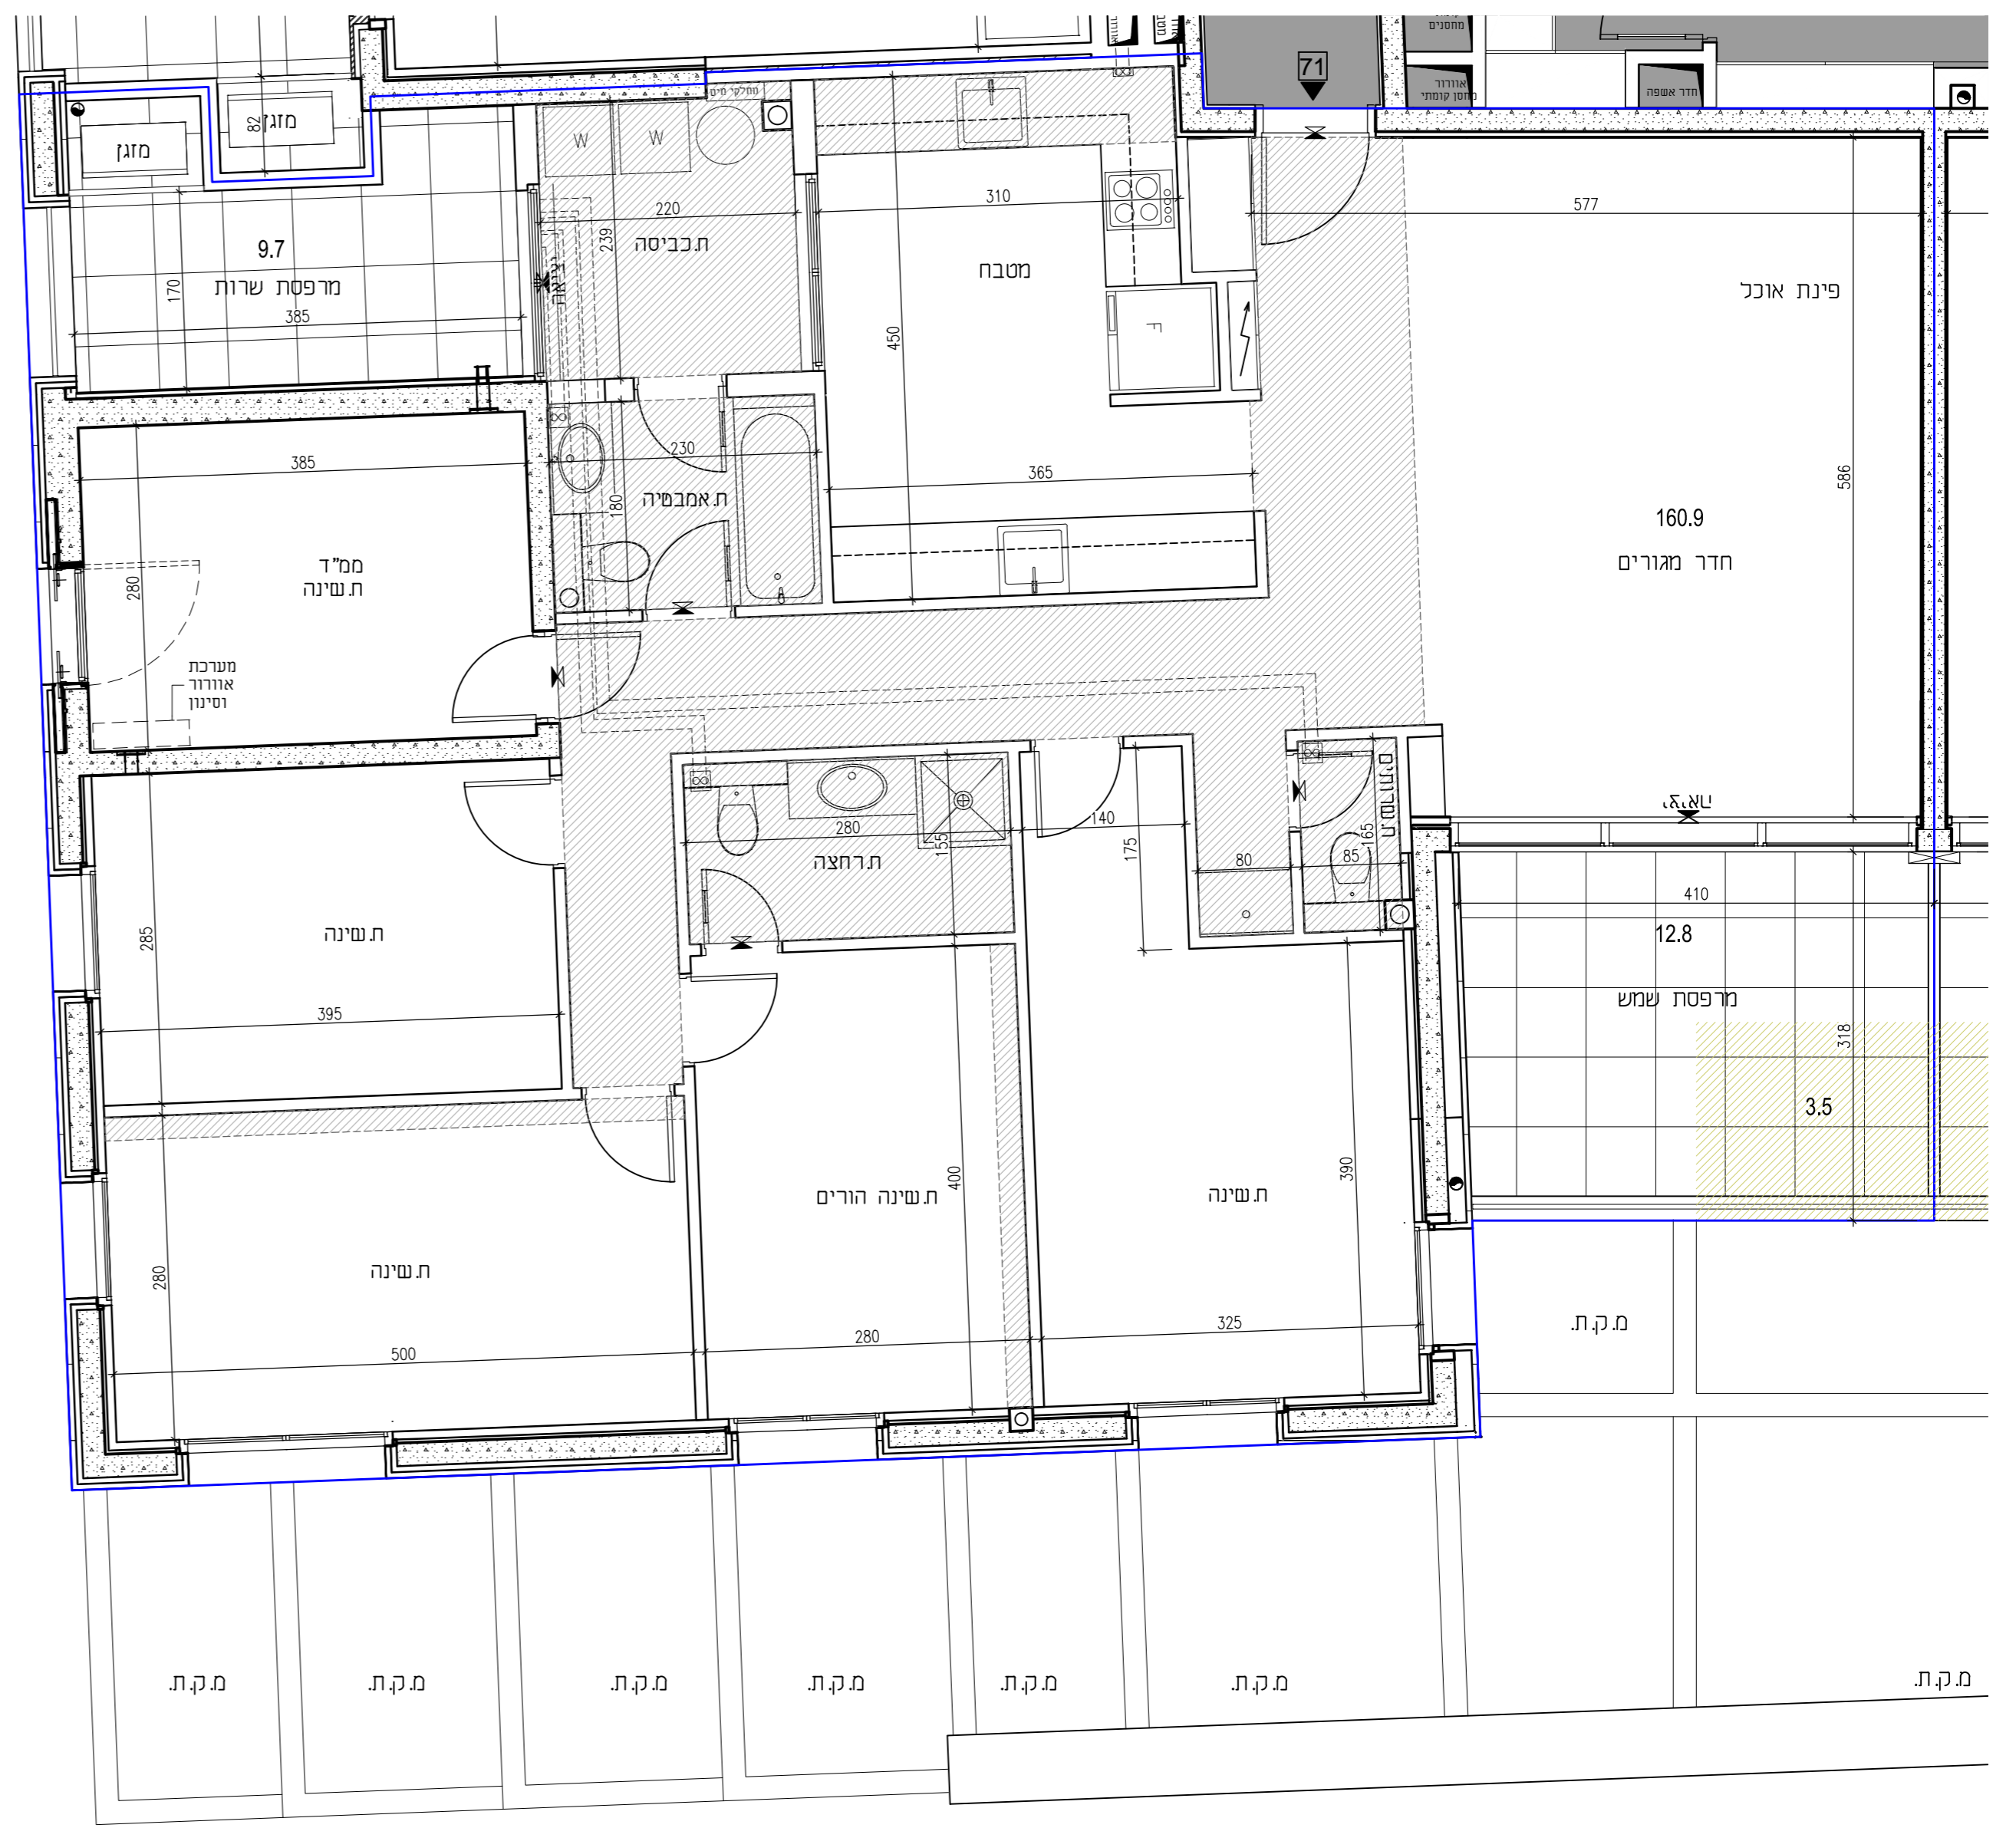 71
מחסנים
אוורור
מחסן קומתי
חדר אשפה
מזגן
82
מזגן
מחלקי מים
W
W
220
310
577
9.7
מרפסת שרות
170
385
239
ח.כביסה
יציאה
מטבח
450
F
פינת אוכל
385
230
365
586
180
ח.אמבטיה
160.9
חדר מגורים
280
ממ"ד
ח.שינה
מערכת
אוורור
וסינון
יציאה
285
280
155
ח.רחצה
140
175
80
85
165
ח.שרותים
410
12.8
מרפסת שמש
318
3.5
ח.שינה
395
280
ח.שינה
500
ח.שינה הורים
400
280
ח.שינה
390
325
מ.ק.ת.
מ.ק.ת.
מ.ק.ת.
מ.ק.ת.
מ.ק.ת.
מ.ק.ת.
מ.ק.ת.
מ.ק.ת.